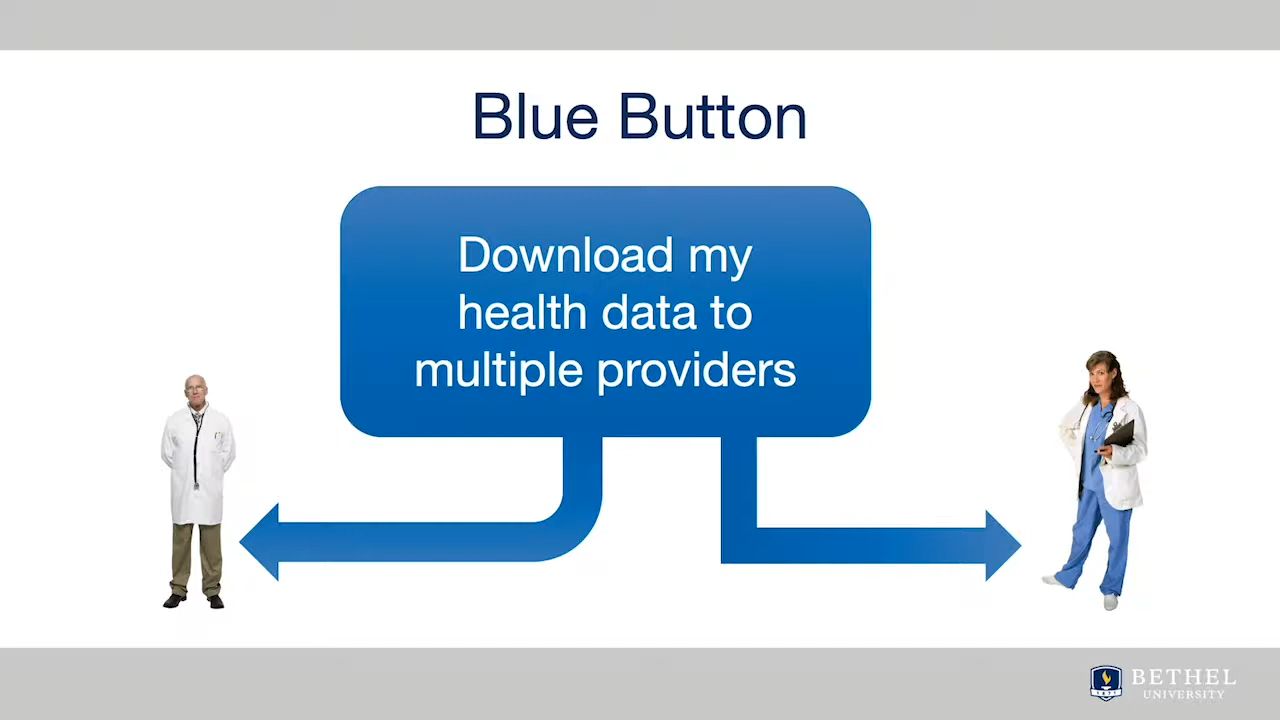 Blue Button
Download my
health data to
multiple providers
BETHEL
UNIVERSITY